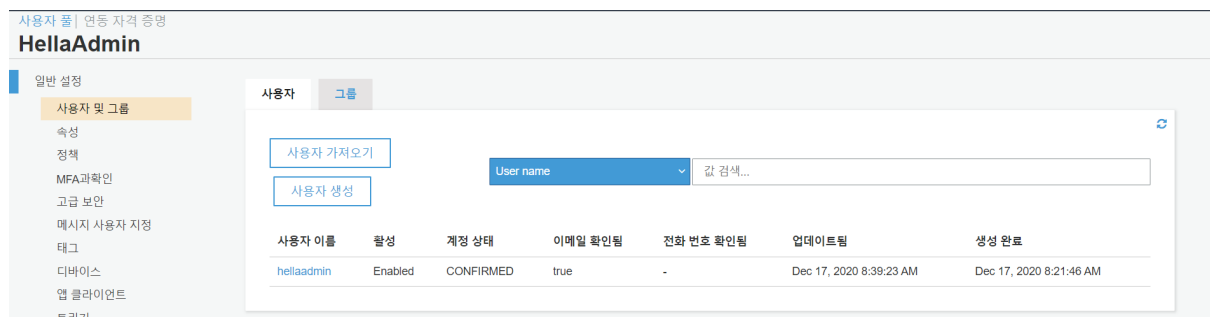 사용자 풀| 연동 자격 증명
HellaAdmin
일반 설정
사용자 및 그룹
속성
정책
MFA과확인
고급 보안
메시지 사용자 지정
태그
디바이스
앱 클라이언트
사용자 그룹
사용자 가져오기
사용자 생성
User name 값 검색...
사용자 이름 활성 계정 상태 이메일 확인됨 전화 번호 확인됨 업데이트됨 생성 완료
hellaadmin Enabled CONFIRMED true - Dec 17, 2020 8:39:23 AM Dec 17, 2020 8:21:46 AM